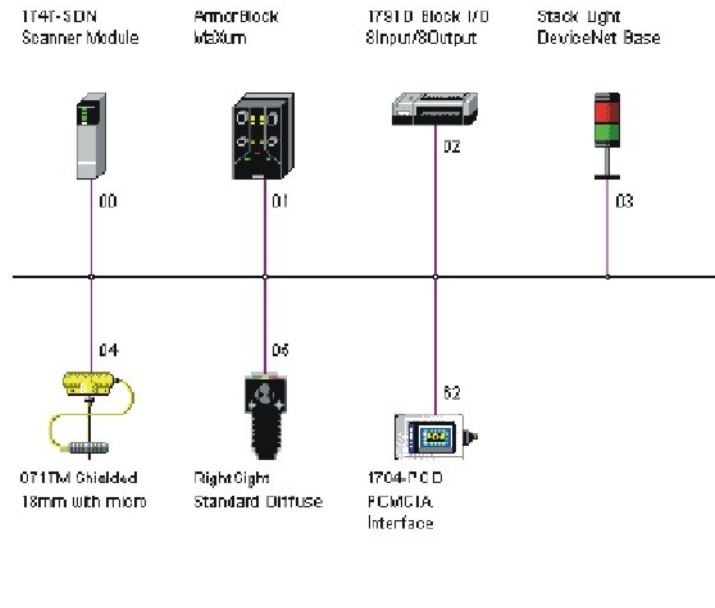 Scanner Module
00
ArmorBlock
MaXum
01
Block I/O
8Input/8Output
02
Stack Light
DeviceNet Base
03
04
Shielded
18mm with micro
05
RightSight
Standard Diffuse
62
PCMCIA
Interface